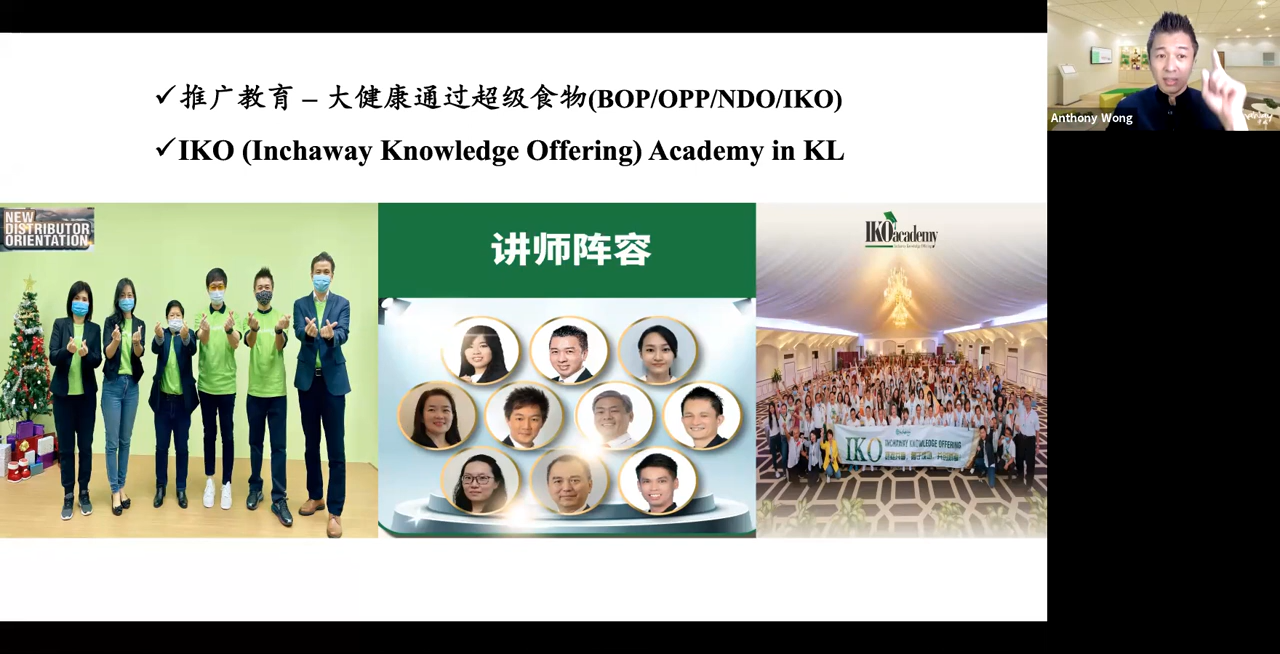 ✓推广教育 – 大健康通过超级食物(BOP/OPP/NDO/IKO)
✓IKO (Inchaway Knowledge Offering) Academy in KL
Anthony Wong
NEW
DISTRIBUTOR
ORIENTATION
讲师阵容
IKO academy
IKO INCHAWAY KNOWLEDGE OFFERING